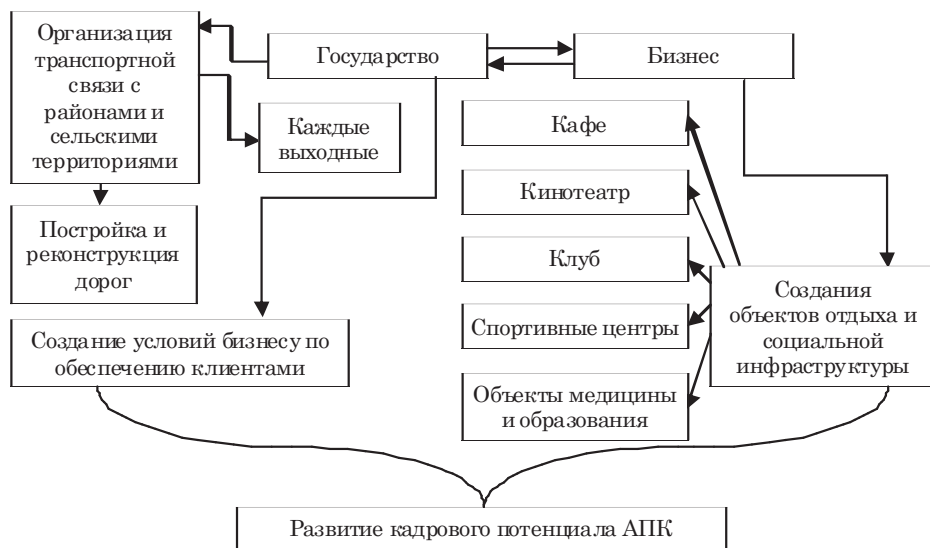 Организация
транспортной
связи с
районами и
сельскими
территориями
Государство
Бизнес
Каждые
выходные
Кафе
Кинотеатр
Клуб
Спортивные центры
Объекты медицины
и образования
Постройка и
реконструкция
дорог
Создания
объектов отдыха и
социальной
инфраструктуры
Создание условий бизнесу по
обеспечению клиентами
Развитие кадрового потенциала АПК